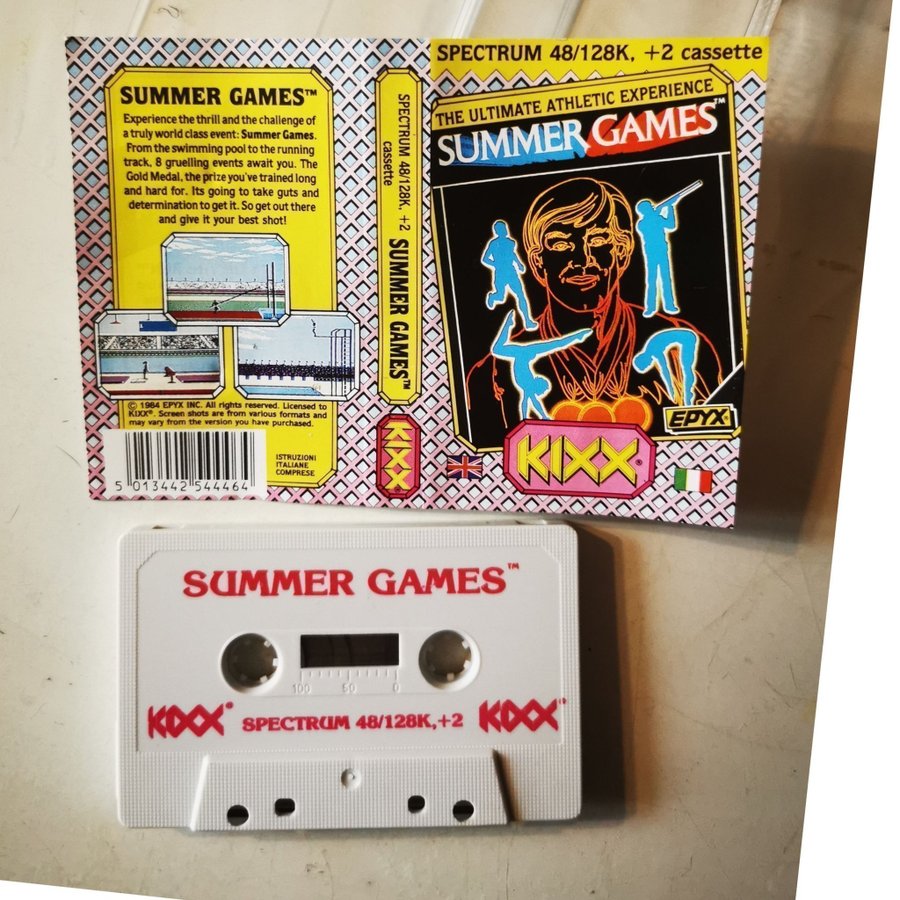 SUMMER GAMES™
Experience the thrill and the challenge of
a truly world class event: Summer Games.
From the swimming pool to the running
track, 8 gruelling events await you. The
Gold Medal, the prize you've trained long
and hard for. Its going to take guts and
determination to get it. So get out there
and give it your best shot!
© 1984 EPYX INC. All rights reserved. Licensed to
KIXX®. Screen shots are from various formats and
may vary from the version you have purchased.
5 013442 544464
ISTRUZIONI
ITALIANE
COMPRESE
SPECTRUM 48/128K, +2
cassette
SUMMER GAMES™
KIXX®
SPECTRUM 48/128K, +2 cassette
THE ULTIMATE ATHLETIC EXPERIENCE
SUMMER GAMES™
EPYX
KIXX®
SUMMER GAMES™
100 50 0
KIXX® SPECTRUM 48/128K,+2 KIXX®